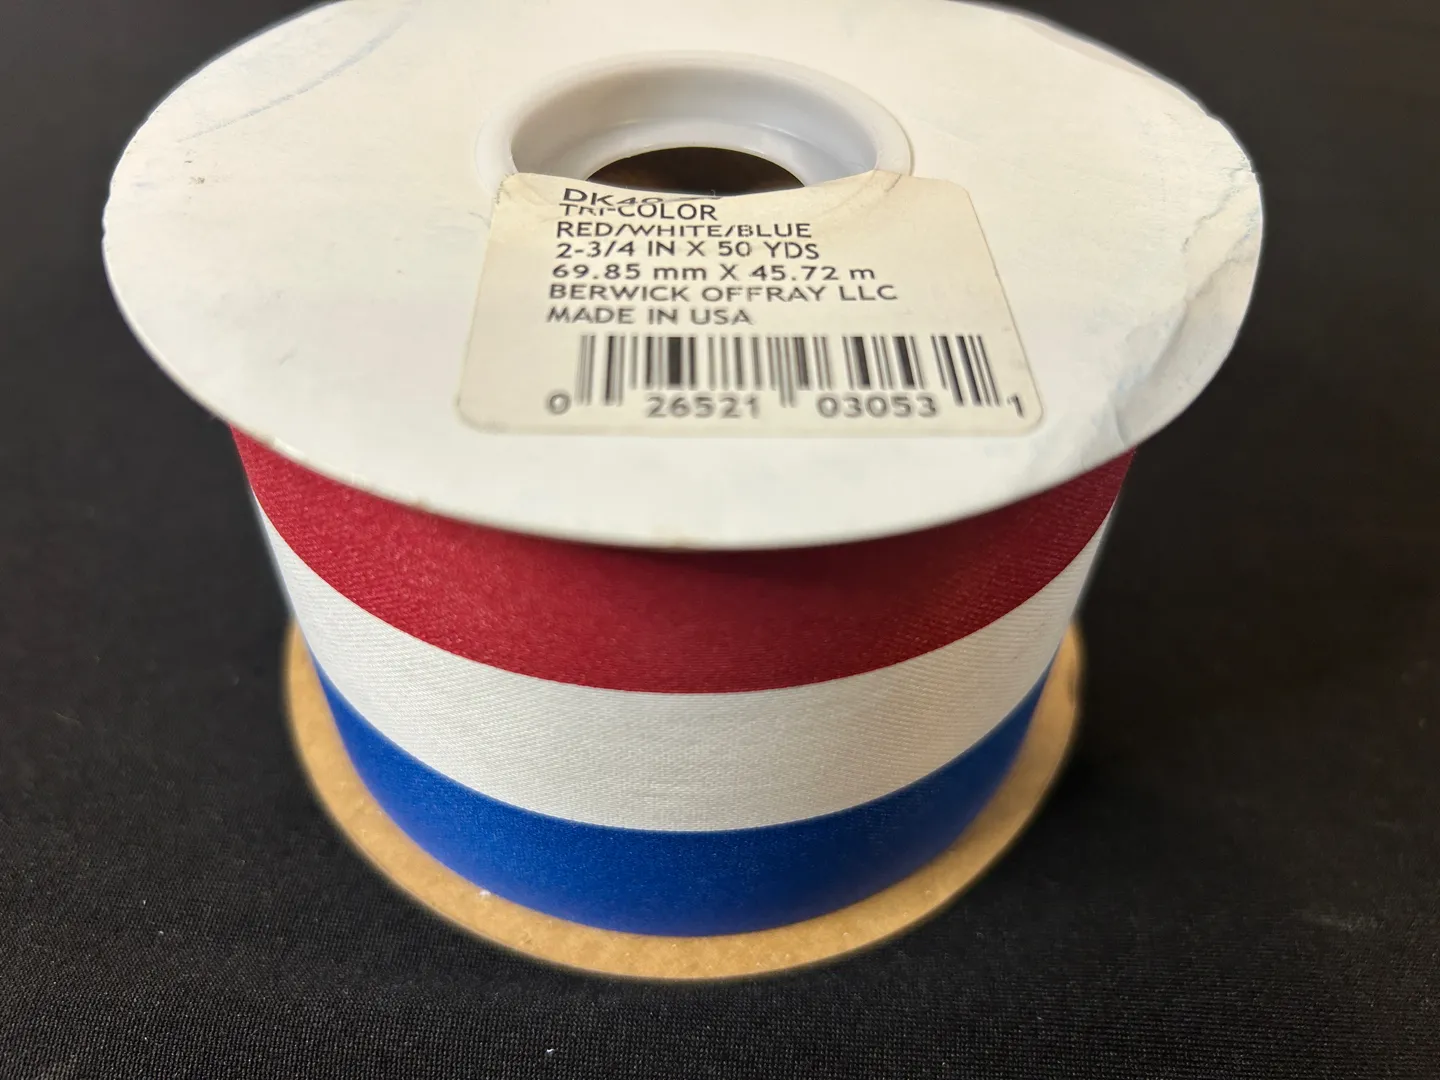 TRI-COLOR
RED/WHITE/BLUE
2-3/4 IN X 50 YDS
69.85 mm X 45.72 m
BERWICK OFFRAY LLC
MADE IN USA
0 26521 03053 1